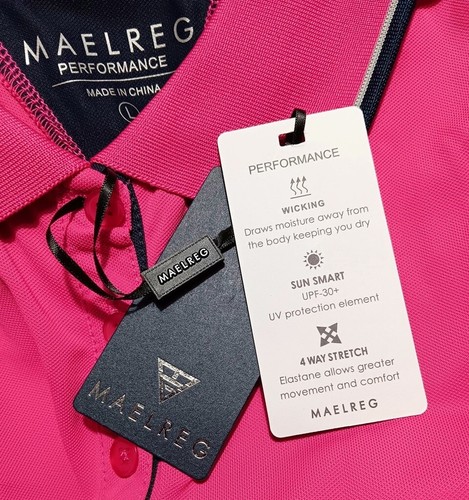 MAELREG
PERFORMANCE
MADE IN CHINA
L
PERFORMANCE
WICKING
Draws moisture away from
the body keeping you dry
SUN SMART
UPF-30+
UV protection element
4 WAY STRETCH
Elastane allows greater
movement and comfort
MAELREG
MAELREG
MAELREG